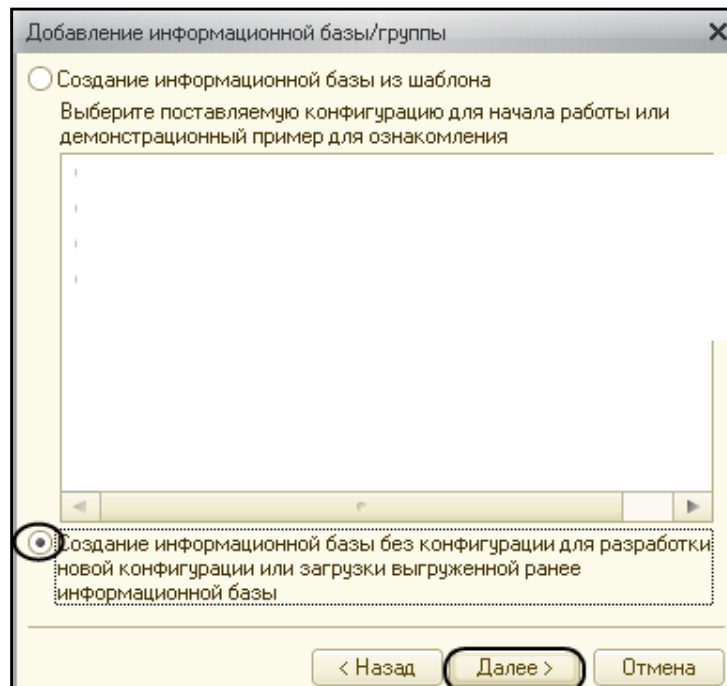 Добавление информационной базы/группы
Создание информационной базы из шаблона
Выберите поставляемую конфигурацию для начала работы или
демонстрационный пример для ознакомления
Создание информационной базы без конфигурации для разработки
новой конфигурации или загрузки выгруженной ранее
информационной базы
< Назад
Далее >
Отмена